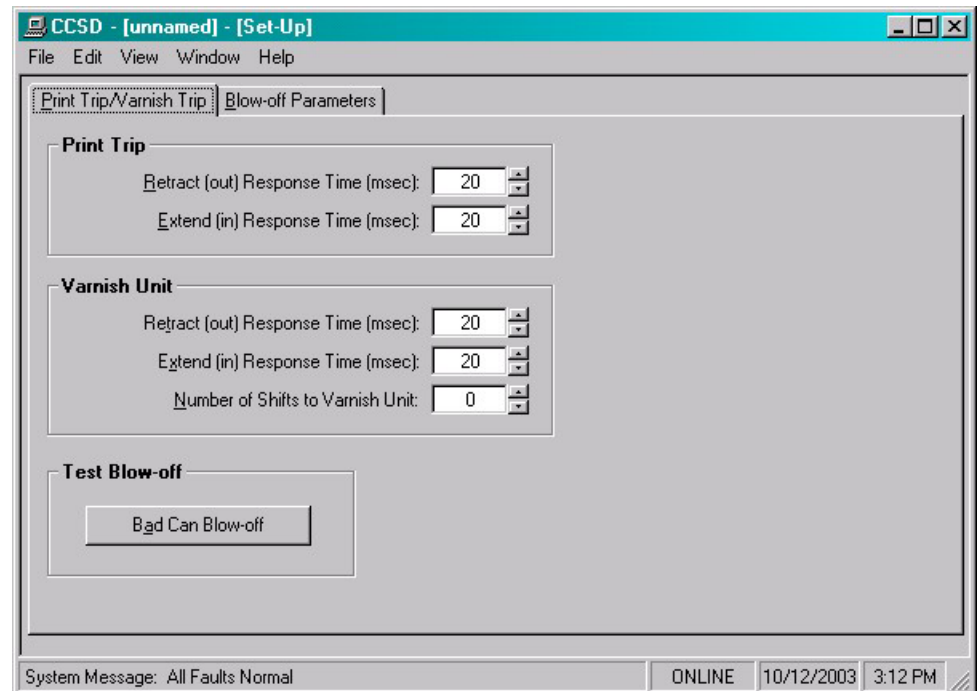 CCSD - [unnamed] - [Set-Up]
File Edit View Window Help
Print Trip/Varnish Trip Blow-off Parameters
Print Trip
Retract (out) Response Time (msec): 20
Extend (in) Response Time (msec): 20
Varnish Unit
Retract (out) Response Time (msec): 20
Extend (in) Response Time (msec): 20
Number of Shifts to Varnish Unit: 0
Test Blow-off
Bad Can Blow-off
System Message: All Faults Normal ONLINE 10/12/2003 3:12 PM